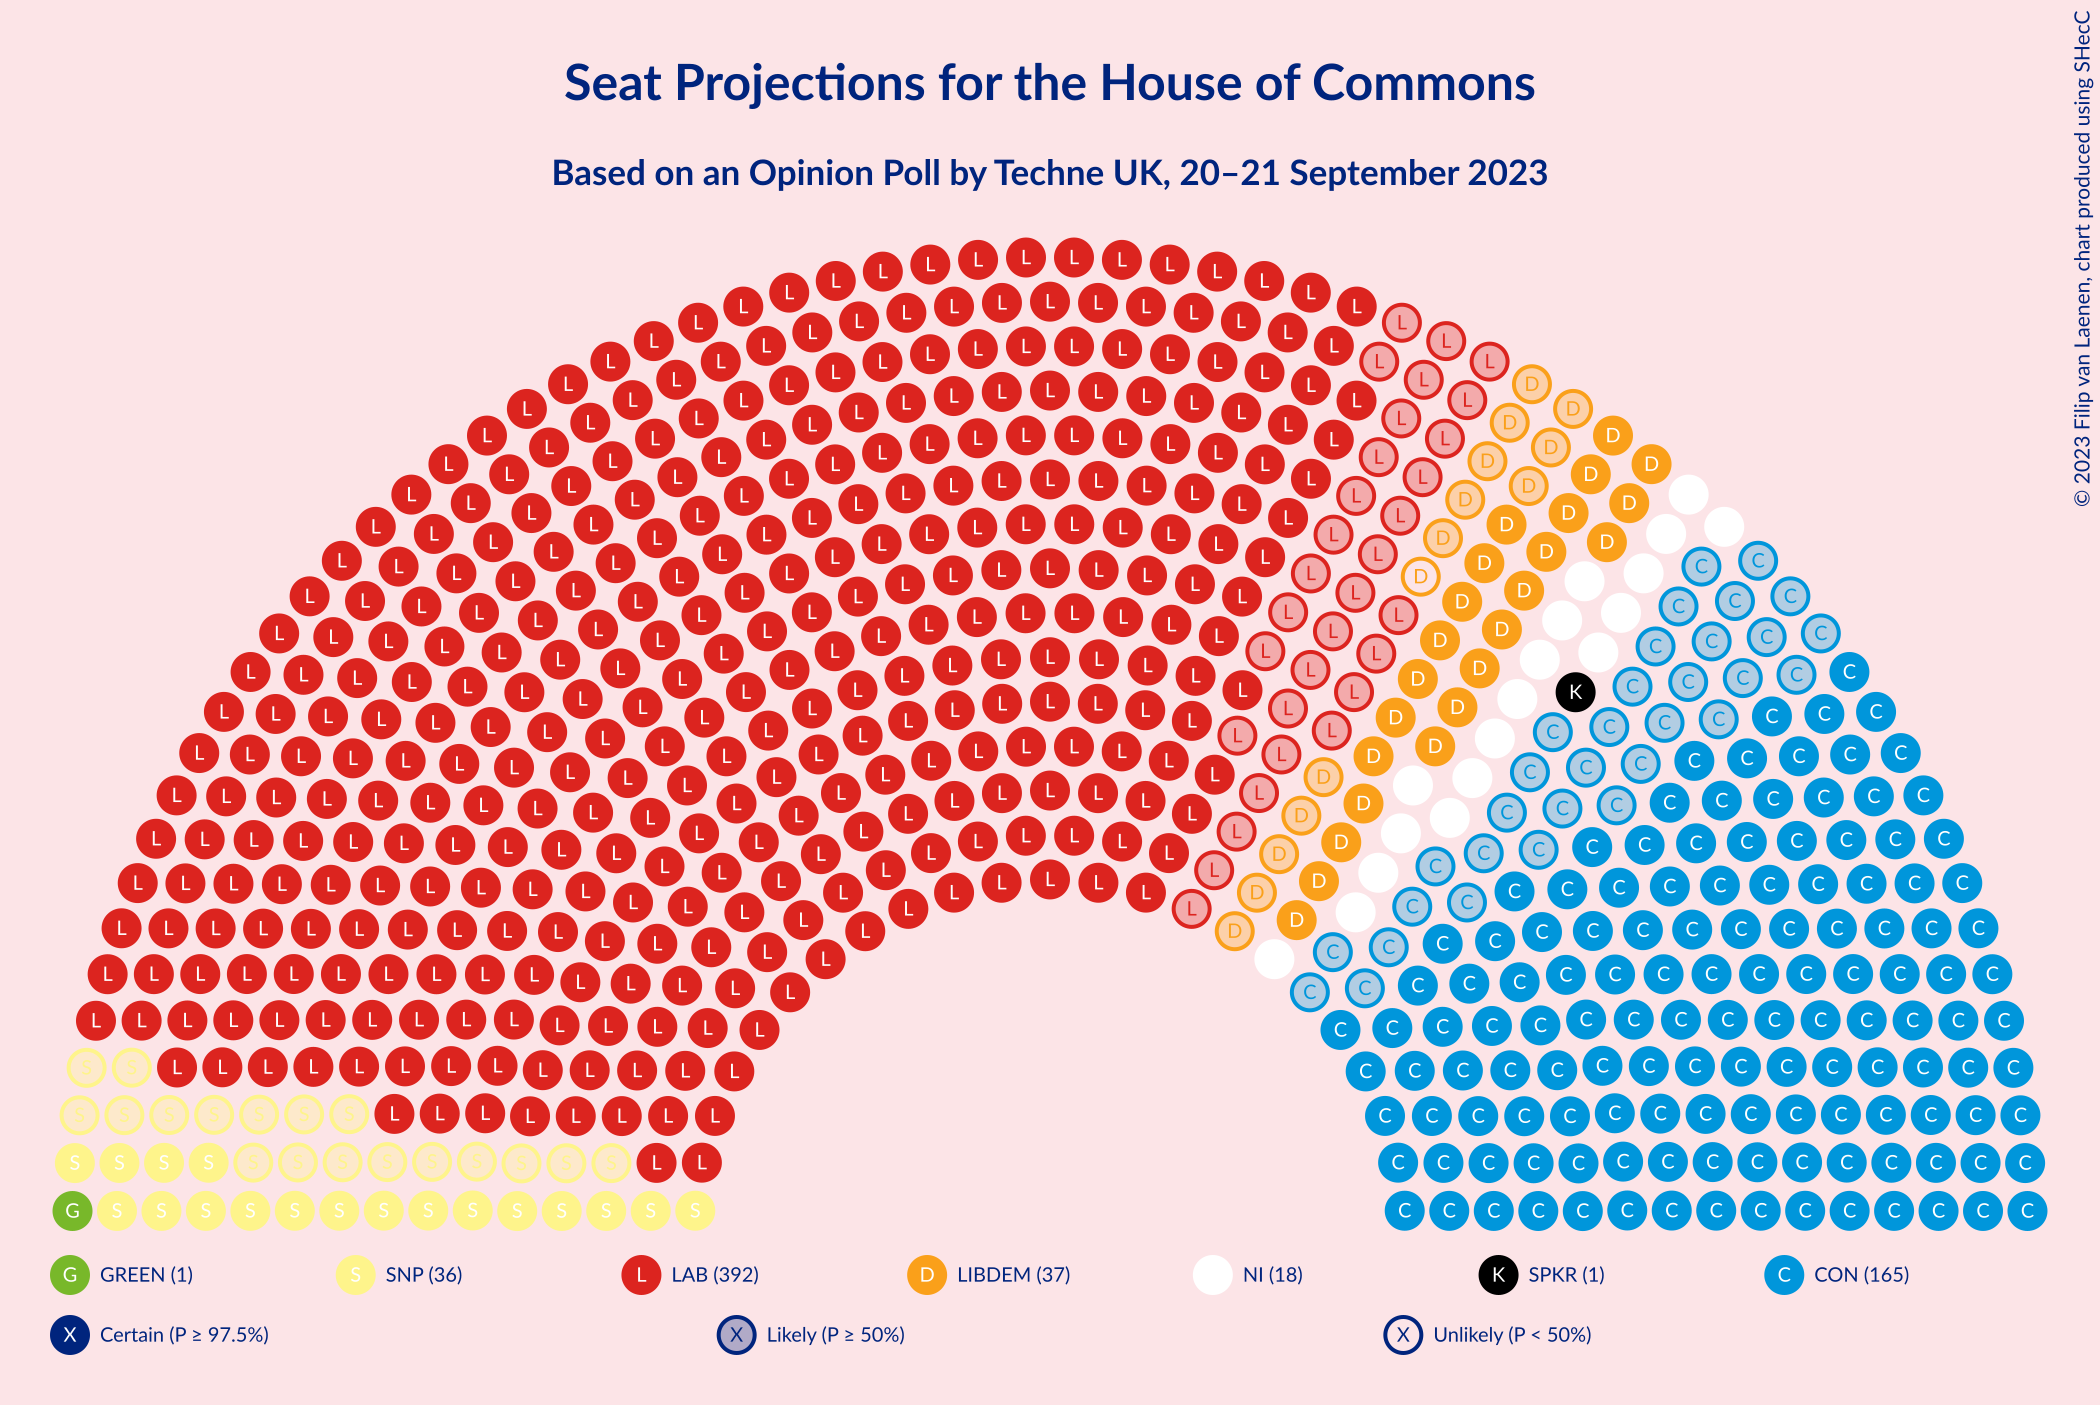 Seat Projections for the House of Commons
Based on an Opinion Poll by Techne UK, 20–21 September 2023
© 2023 Filip van Laenen, chart produced using SHecC
G GREEN (1)
S SNP (36)
L LAB (392)
D LIBDEM (37)
NI (18)
K SPKR (1)
C CON (165)
X Certain (P ≥ 97.5%)
X Likely (P ≥ 50%)
X Unlikely (P < 50%)